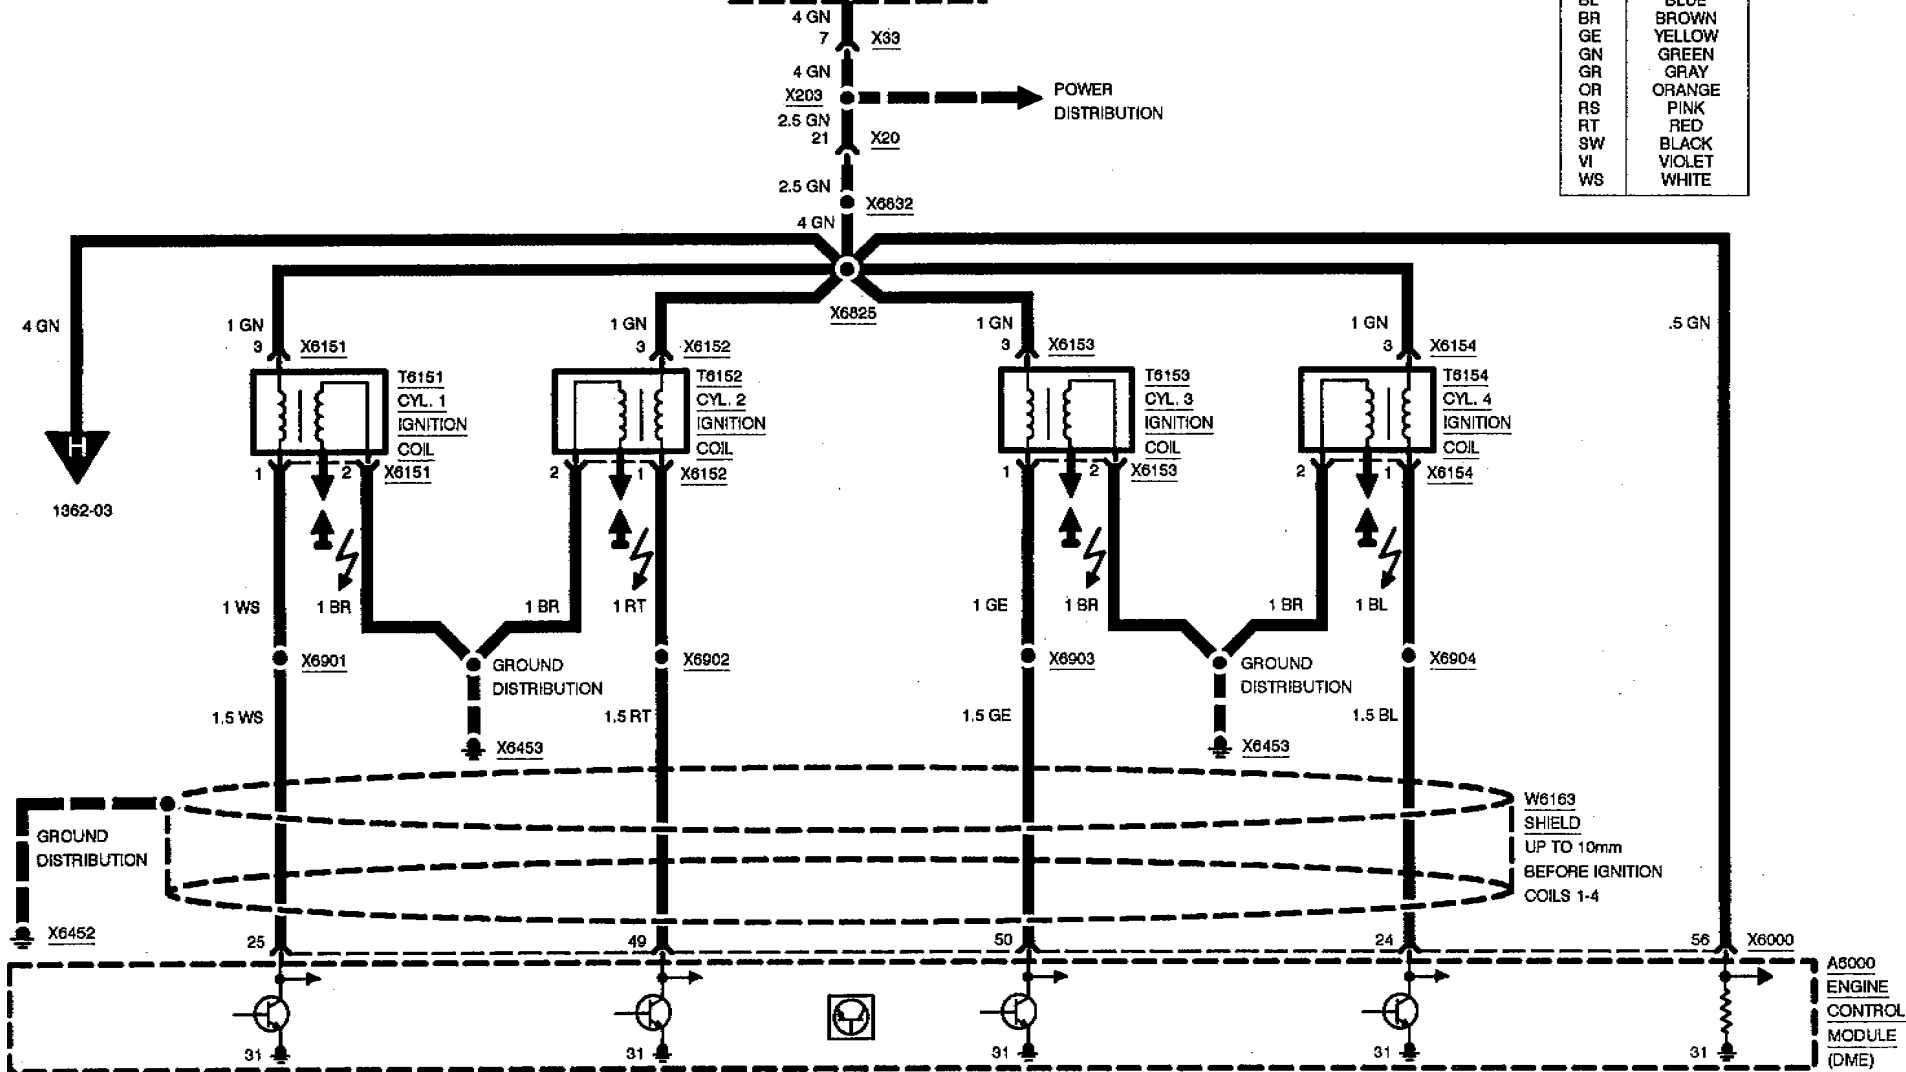 4 GN
7 X33
4 GN
X203
POWER
DISTRIBUTION
2.5 GN
21 X20
2.5 GN
X6832
4 GN
X6825
BL BLUE
BR BROWN
GE YELLOW
GN GREEN
GR GRAY
OR ORANGE
RS PINK
RT RED
SW BLACK
VI VIOLET
WS WHITE
4 GN
H
1362-03
1 GN
3 X6151
T6151
CYL. 1
IGNITION
COIL
1 2 X6151
1 GN
3 X6152
T6152
CYL. 2
IGNITION
COIL
2 1 X6152
1 GN
3 X6153
T6153
CYL. 3
IGNITION
COIL
1 2 X6153
1 GN
3 X6154
T6154
CYL. 4
IGNITION
COIL
2 1 X6154
.5 GN
1 WS 1 BR 1 BR 1 RT 1 GE 1 BR 1 BR 1 BL
X6901
GROUND
DISTRIBUTION
X6902
X6903
GROUND
DISTRIBUTION
X6904
1.5 WS 1.5 RT 1.5 GE 1.5 BL
X6453
X6453
GROUND
DISTRIBUTION
X6452
W6163
SHIELD
UP TO 10mm
BEFORE IGNITION
COILS 1-4
25 49 50 24 56 X6000
A6000
ENGINE
CONTROL
MODULE
(DME)
31 31 31 31 31